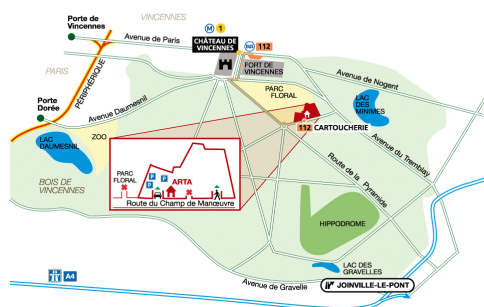 VINCENNES
Porte de
Vincennes
M 1
Avenue de Paris
CHÂTEAU DE
VINCENNES
112
FORT DE
VINCENNES
PARIS
PÉRIPHÉRIQUE
Avenue de Nogent
PARC
FLORAL
LAC
DES
MINIMES
Porte
Dorée
Avenue Daumesnil
112 CARTOUCHERIE
ZOO
LAC
DAUMESNIL
Avenue du Tremblay
PARC
FLORAL
P
P
P
ARTA
Route du Champ de Manœuvre
Route de la Pyramide
BOIS DE
VINCENNES
HIPPODROME
LAC DES
GRAVELLES
A4
Avenue de Gravelle
JOINVILLE-LE-PONT